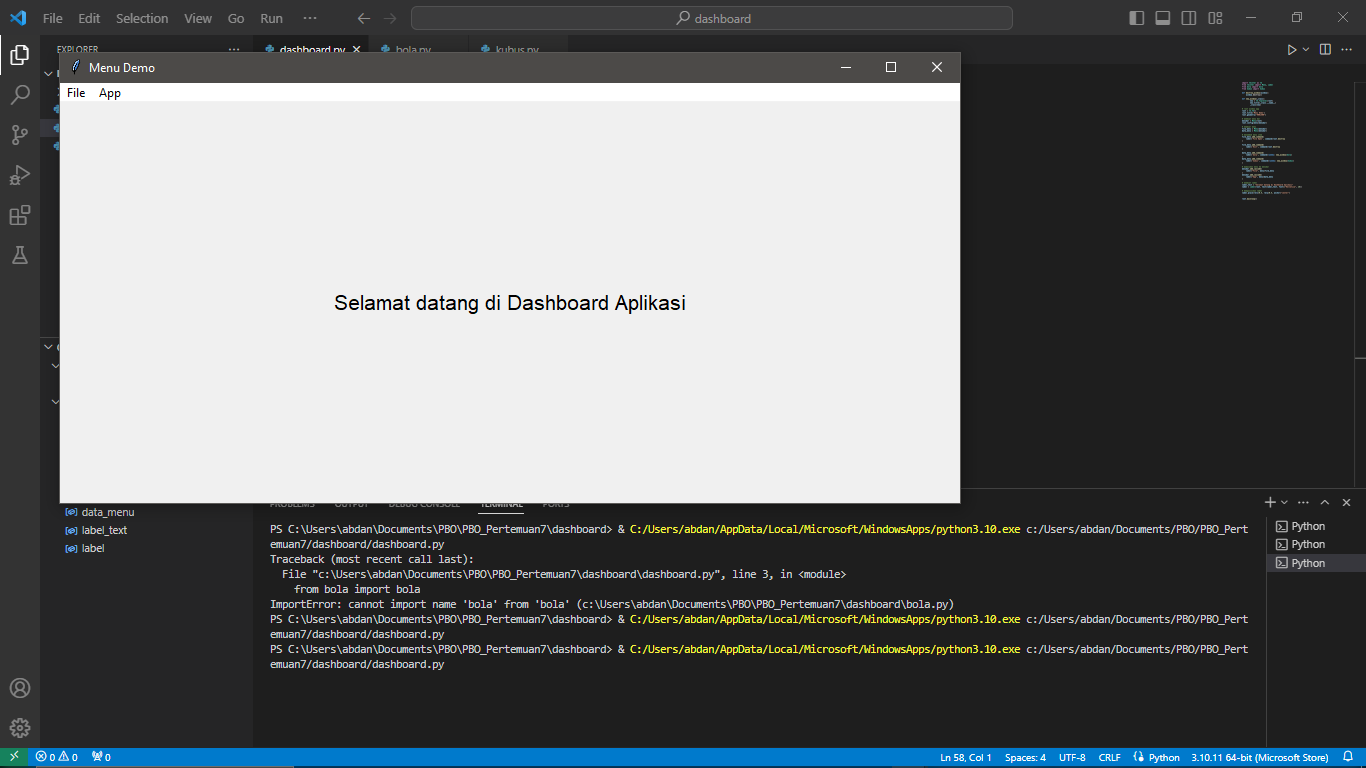 File Edit Selection View Go Run ··· dashboard
EXPLORER ··· dashboard.py bola.py kubus.py
Menu Demo
File App
Selamat datang di Dashboard Aplikasi
data_menu
label_text
label
PROBLEMS OUTPUT DEBUG CONSOLE TERMINAL PORTS
PS C:\Users\abdan\Documents\PBO\PBO_Pertemuan7\dashboard> & C:/Users/abdan/AppData/Local/Microsoft/WindowsApps/python3.10.exe c:/Users/abdan/Documents/PBO/PBO_Pert
emuan7/dashboard/dashboard.py
Traceback (most recent call last):
File "c:\Users\abdan\Documents\PBO\PBO_Pertemuan7\dashboard\dashboard.py", line 3, in <module>
from bola import bola
ImportError: cannot import name 'bola' from 'bola' (c:\Users\abdan\Documents\PBO\PBO_Pertemuan7\dashboard\bola.py)
PS C:\Users\abdan\Documents\PBO\PBO_Pertemuan7\dashboard> & C:/Users/abdan/AppData/Local/Microsoft/WindowsApps/python3.10.exe c:/Users/abdan/Documents/PBO/PBO_Pert
emuan7/dashboard/dashboard.py
PS C:\Users\abdan\Documents\PBO\PBO_Pertemuan7\dashboard> & C:/Users/abdan/AppData/Local/Microsoft/WindowsApps/python3.10.exe c:/Users/abdan/Documents/PBO/PBO_Pert
emuan7/dashboard/dashboard.py
Python
Python
Python
0 0 0 Ln 58, Col 1 Spaces: 4 UTF-8 CRLF Python 3.10.11 64-bit (Microsoft Store)